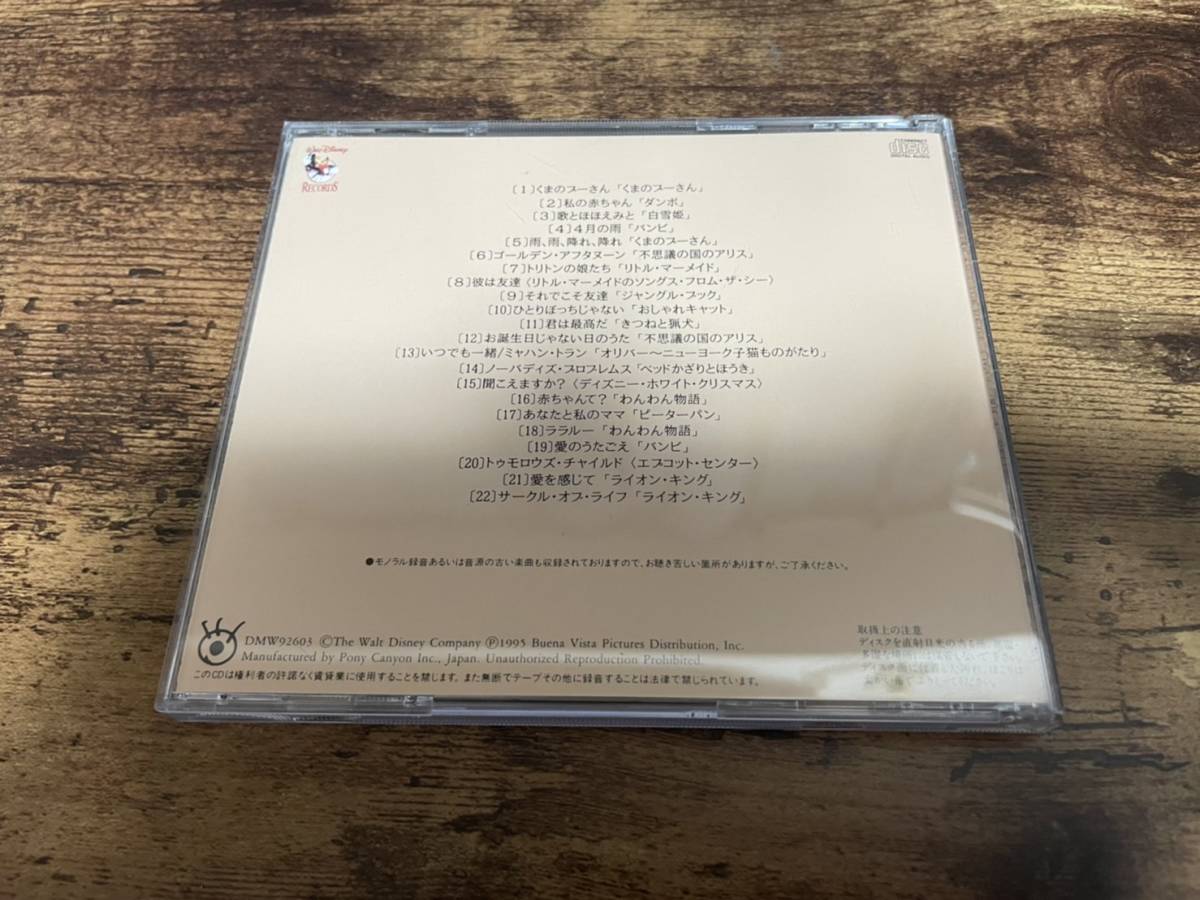 Walt Disney
RECORDS
COMPACT
disc
DIGITAL AUDIO
[1]くまのプーさん「くまのプーさん」
[2]私の赤ちゃん「ダンボ」
[3]歌とほほえみと「白雪姫」
[4]4月の雨「バンビ」
[5]雨、雨、降れ、降れ「くまのプーさん」
[6]ゴールデン・アフタヌーン「不思議の国のアリス」
[7]トリトンの娘たち「リトル・マーメイド」
[8]彼は友達〈リトル・マーメイドのソングス・フロム・ザ・シー〉
[9]それでこそ友達「ジャングル・ブック」
[10]ひとりぼっちじゃない「おしゃれキャット」
[11]君は最高だ「きつねと猟犬」
[12]お誕生日じゃない日のうた「不思議の国のアリス」
[13]いつでも一緒/ミャハン・トラン「オリバー〜ニューヨーク子猫ものがたり」
[14]ノーバディズ・プロブレムス「ベッドかざりとほうき」
[15]聞こえますか?〈ディズニー・ホワイト・クリスマス〉
[16]赤ちゃんて?「わんわん物語」
[17]あなたと私のママ「ピーターパン」
[18]ララルー「わんわん物語」
[19]愛のうたごえ「バンビ」
[20]トゥモロウズ・チャイルド〈エプコット・センター〉
[21]愛を感じて「ライオン・キング」
[22]サークル・オブ・ライフ「ライオン・キング」
●モノラル録音あるいは音源の古い楽曲も収録されておりますので、お聴き苦しい箇所がありますが、ご了承ください。
DMW92603 ©The Walt Disney Company ℗1995 Buena Vista Pictures Distribution, Inc.
Manufactured by Pony Canyon Inc., Japan. Unauthorized Reproduction Prohibited.
このCDは権利者の許諾なく賃貸業に使用することを禁じます。また無断でテープその他に録音することは法律で禁じられています。
取扱上の注意
ディスクを直射日光の